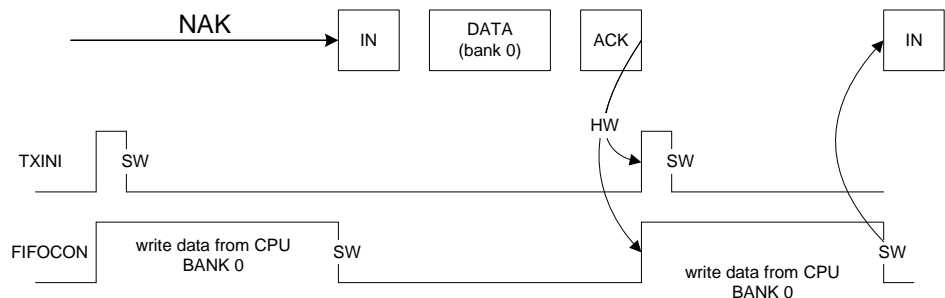 NAK
IN
DATA
(bank 0)
ACK
IN
HW
TXINI
SW
SW
FIFOCON
write data from CPU
BANK 0
SW
write data from CPU
BANK 0
SW